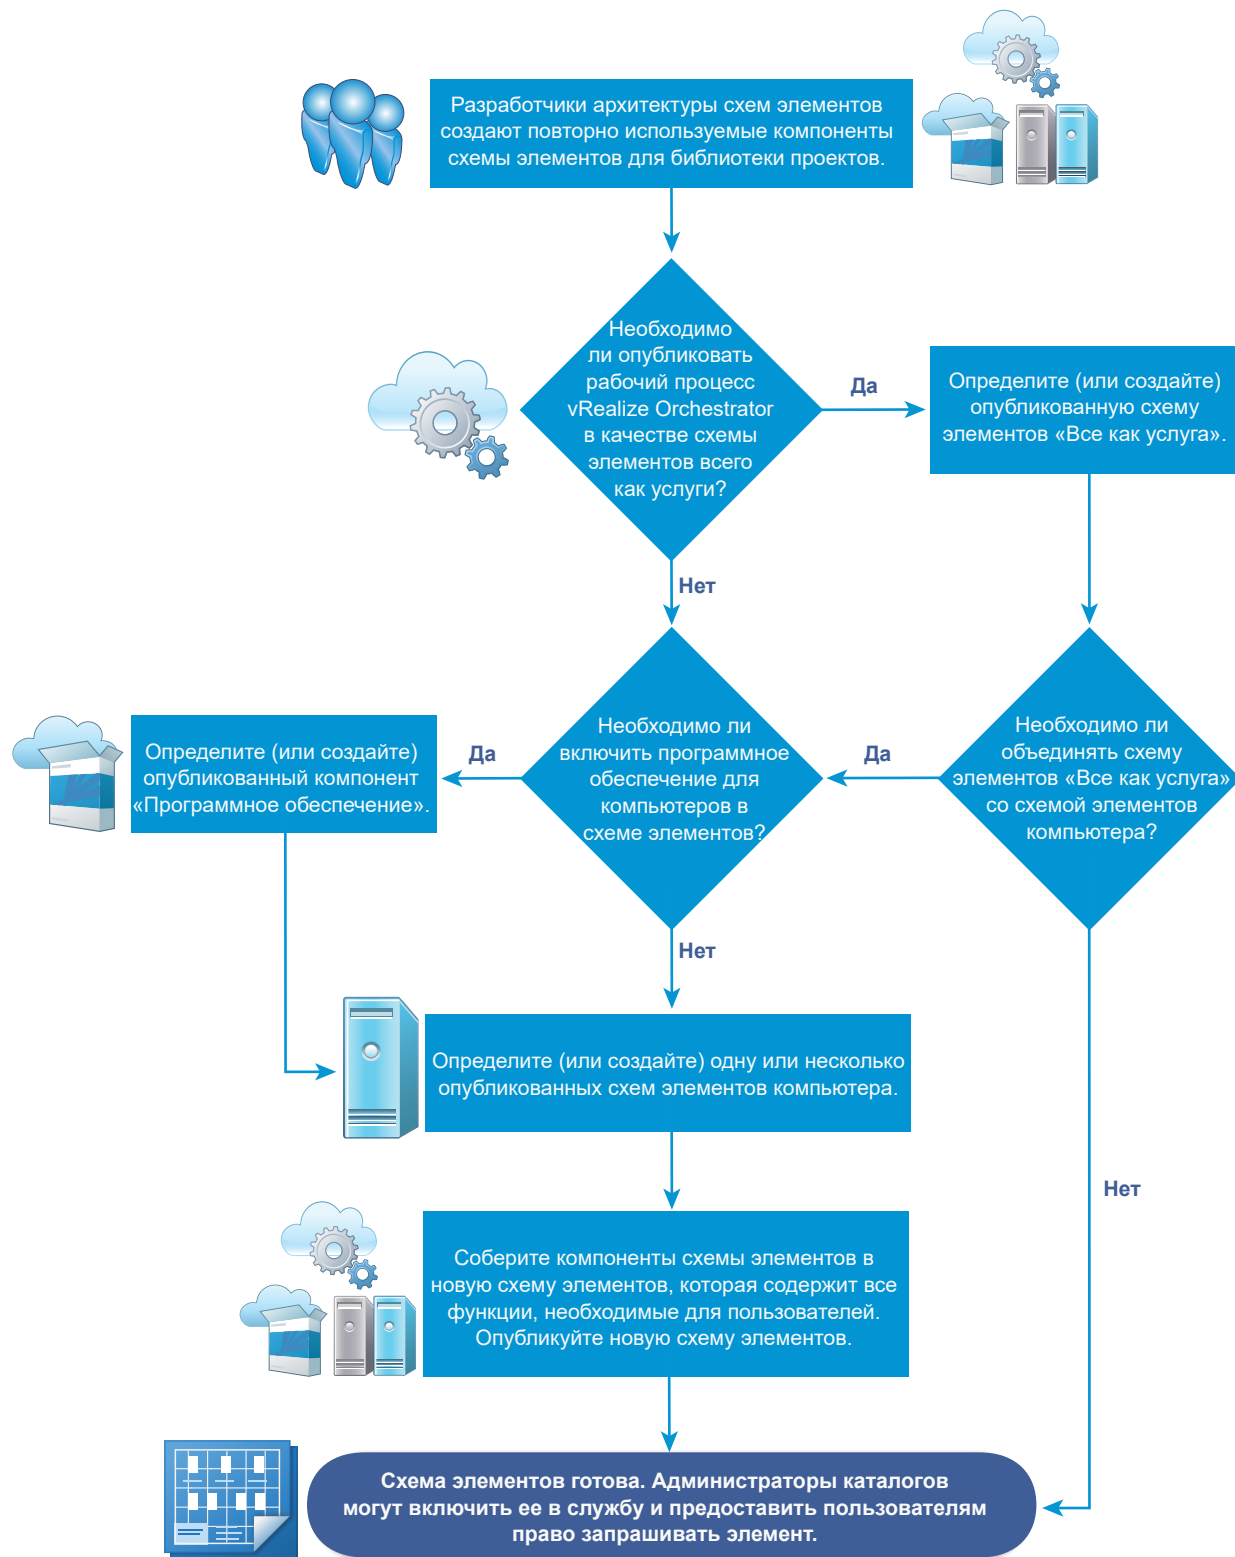 Разработчики архитектуры схем элементов
создают повторно используемые компоненты
схемы элементов для библиотеки проектов.
Необходимо
ли опубликовать
рабочий процесс
vRealize Orchestrator
в качестве схемы
элементов всего
как услуги?
Да
Определите (или создайте)
опубликованную схему
элементов «Все как услуга».
Нет
Определите (или создайте)
опубликованный компонент
«Программное обеспечение».
Да
Необходимо ли
включить программное
обеспечение для
компьютеров в
схеме элементов?
Да
Необходимо ли
объединять схему
элементов «Все как услуга»
со схемой элементов
компьютера?
Нет
Определите (или создайте) одну или несколько
опубликованных схем элементов компьютера.
Нет
Соберите компоненты схемы элементов в
новую схему элементов, которая содержит все
функции, необходимые для пользователей.
Опубликуйте новую схему элементов.
Схема элементов готова. Администраторы каталогов
могут включить ее в службу и предоставить пользователям
право запрашивать элемент.